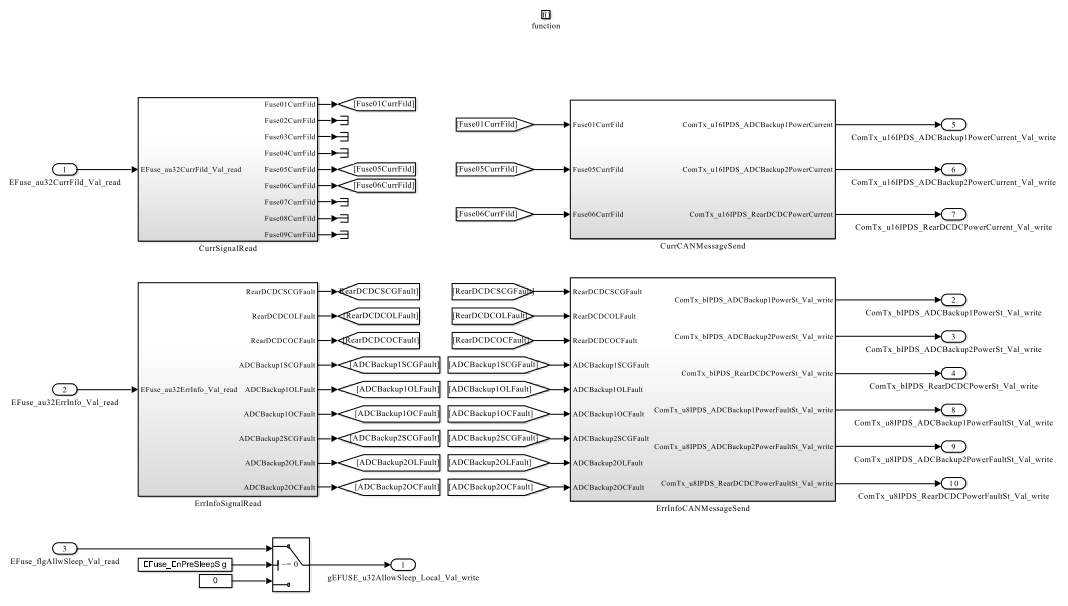 f()
function
Fuse01CurrFild
Fuse02CurrFild
Fuse03CurrFild
Fuse04CurrFild
Fuse05CurrFild
Fuse06CurrFild
Fuse07CurrFild
Fuse08CurrFild
Fuse09CurrFild
1
EFuse_au32CurrFild_Val_read
EFuse_au32CurrFild_Val_read
CurrSignalRead
[Fuse01CurrFild]
[Fuse05CurrFild]
[Fuse06CurrFild]
[Fuse01CurrFild]
[Fuse05CurrFild]
[Fuse06CurrFild]
Fuse01CurrFild
Fuse05CurrFild
Fuse06CurrFild
ComTx_u16IPDS_ADCBackup1PowerCurrent
ComTx_u16IPDS_ADCBackup2PowerCurrent
ComTx_u16IPDS_RearDCDCPowerCurrent
CurrCANMessageSend
5
ComTx_u16IPDS_ADCBackup1PowerCurrent_Val_write
6
ComTx_u16IPDS_ADCBackup2PowerCurrent_Val_write
7
ComTx_u16IPDS_RearDCDCPowerCurrent_Val_write
2
EFuse_au32ErrInfo_Val_read
EFuse_au32ErrInfo_Val_read
RearDCDCSCGFault
RearDCDCOLFault
RearDCDCOCFault
ADCBackup1SCGFault
ADCBackup1OLFault
ADCBackup1OCFault
ADCBackup2SCGFault
ADCBackup2OLFault
ADCBackup2OCFault
ErrInfoSignalRead
[RearDCDCSCGFault]
[RearDCDCOLFault]
[RearDCDCOCFault]
[ADCBackup1SCGFault]
[ADCBackup1OLFault]
[ADCBackup1OCFault]
[ADCBackup2SCGFault]
[ADCBackup2OLFault]
[ADCBackup2OCFault]
[RearDCDCSCGFault]
[RearDCDCOLFault]
[RearDCDCOCFault]
[ADCBackup1SCGFault]
[ADCBackup1OLFault]
[ADCBackup1OCFault]
[ADCBackup2SCGFault]
[ADCBackup2OLFault]
[ADCBackup2OCFault]
RearDCDCSCGFault
RearDCDCOLFault
RearDCDCOCFault
ADCBackup1SCGFault
ADCBackup1OLFault
ADCBackup1OCFault
ADCBackup2SCGFault
ADCBackup2OLFault
ADCBackup2OCFault
ComTx_bIPDS_ADCBackup1PowerSt_Val_write
ComTx_bIPDS_ADCBackup2PowerSt_Val_write
ComTx_bIPDS_RearDCDCPowerSt_Val_write
ComTx_u8IPDS_ADCBackup1PowerFaultSt_Val_write
ComTx_u8IPDS_ADCBackup2PowerFaultSt_Val_write
ComTx_u8IPDS_RearDCDCPowerFaultSt_Val_write
ErrInfoCANMessageSend
2
ComTx_bIPDS_ADCBackup1PowerSt_Val_write
3
ComTx_bIPDS_ADCBackup2PowerSt_Val_write
4
ComTx_bIPDS_RearDCDCPowerSt_Val_write
8
ComTx_u8IPDS_ADCBackup1PowerFaultSt_Val_write
9
ComTx_u8IPDS_ADCBackup2PowerFaultSt_Val_write
10
ComTx_u8IPDS_RearDCDCPowerFaultSt_Val_write
3
EFuse_flgAllwSleep_Val_read
EFuse_EnPreSleepSig
0
~= 0
1
gEFUSE_u32AllowSleep_Local_Val_write